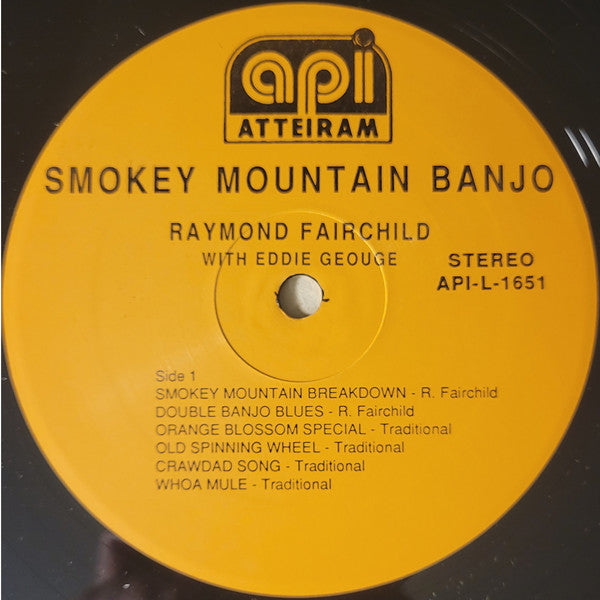 api
ATTEIRAM
SMOKEY MOUNTAIN BANJO
RAYMOND FAIRCHILD
WITH EDDIE GEOUGE
STEREO
API-L-1651
Side 1
SMOKEY MOUNTAIN BREAKDOWN - R. Fairchild
DOUBLE BANJO BLUES - R. Fairchild
ORANGE BLOSSOM SPECIAL - Traditional
OLD SPINNING WHEEL - Traditional
CRAWDAD SONG - Traditional
WHOA MULE - Traditional